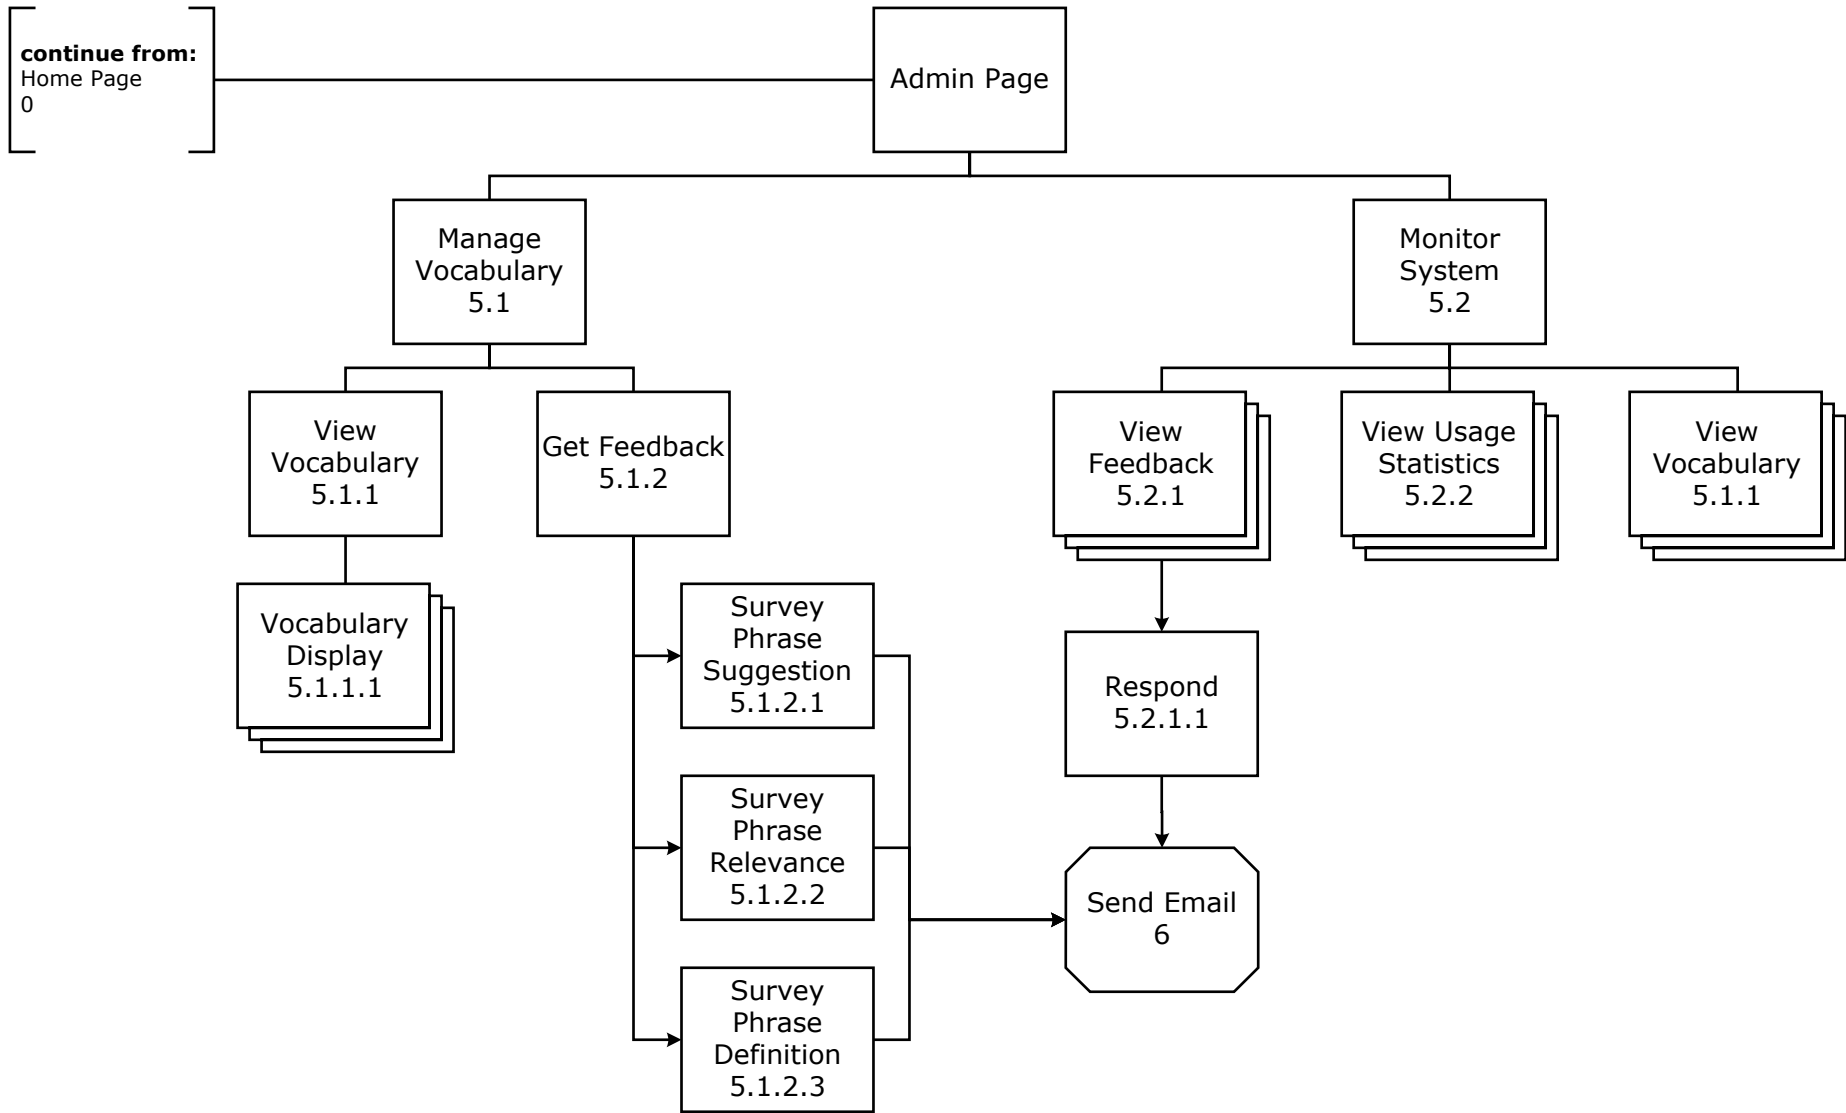 continue from:
Home Page
0
Admin Page
Manage
Vocabulary
5.1
Monitor
System
5.2
View
Vocabulary
5.1.1
Get Feedback
5.1.2
View
Feedback
5.2.1
View Usage
Statistics
5.2.2
View
Vocabulary
5.1.1
Vocabulary
Display
5.1.1.1
Survey
Phrase
Suggestion
5.1.2.1
Respond
5.2.1.1
Survey
Phrase
Relevance
5.1.2.2
Send Email
6
Survey
Phrase
Definition
5.1.2.3